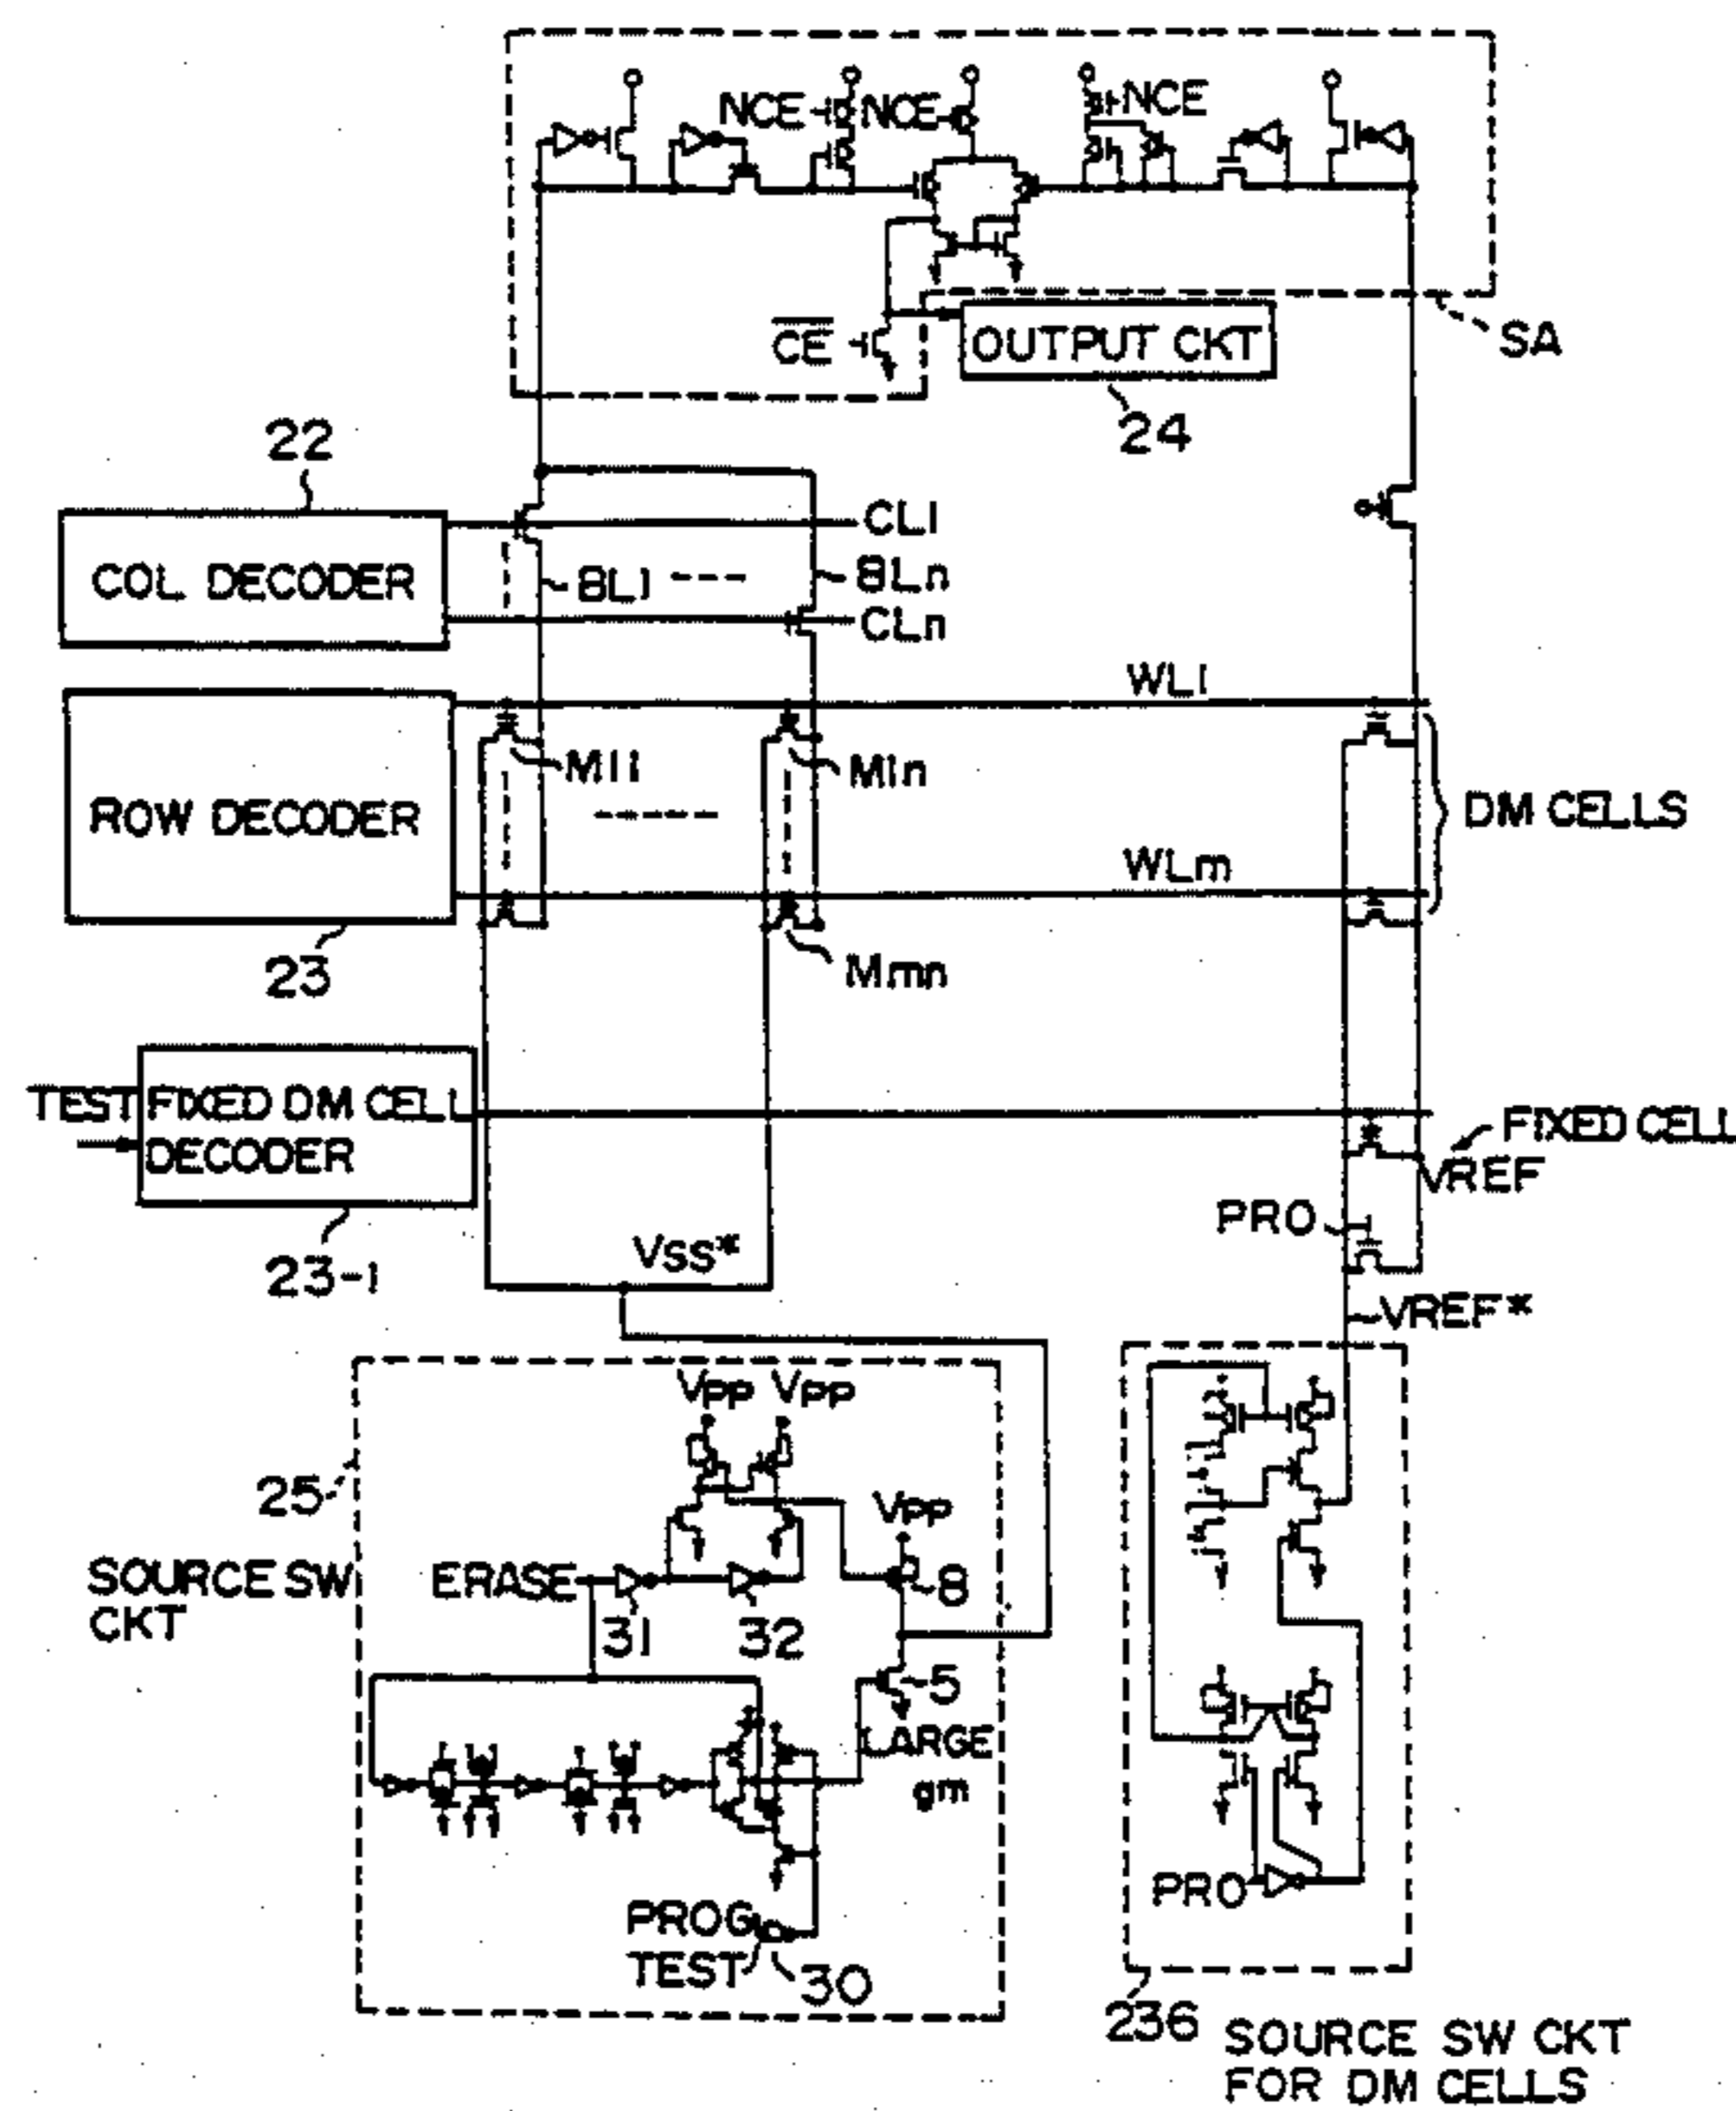 NCE
NCE
NCE
CE
OUTPUT CKT
SA
24
22
COL DECODER
CL1
BL1
BLn
CLn
WL1
ROW DECODER
M11
M1n
DM CELLS
WLm
23
Mmn
TEST
FIXED DM CELL
DECODER
FIXED CELL
VREF
PRO
23-1
VSS*
VREF*
VPP
VPP
25
VPP
SOURCE SW
CKT
ERASE
8
31
32
5
LARGE
gm
PROG
TEST
30
PRO
236
SOURCE SW CKT
FOR DM CELLS